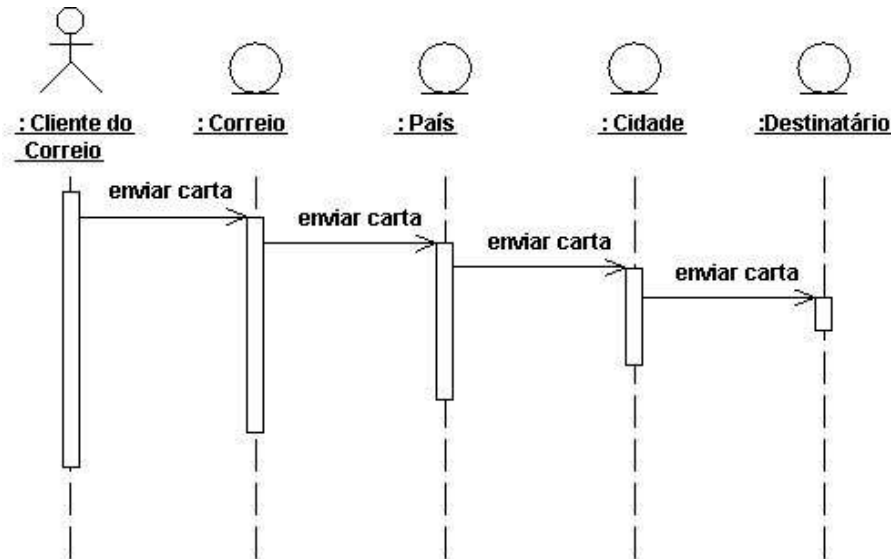 : Cliente do
Correio
: Correio
: País
: Cidade
:Destinatário
enviar carta
enviar carta
enviar carta
enviar carta